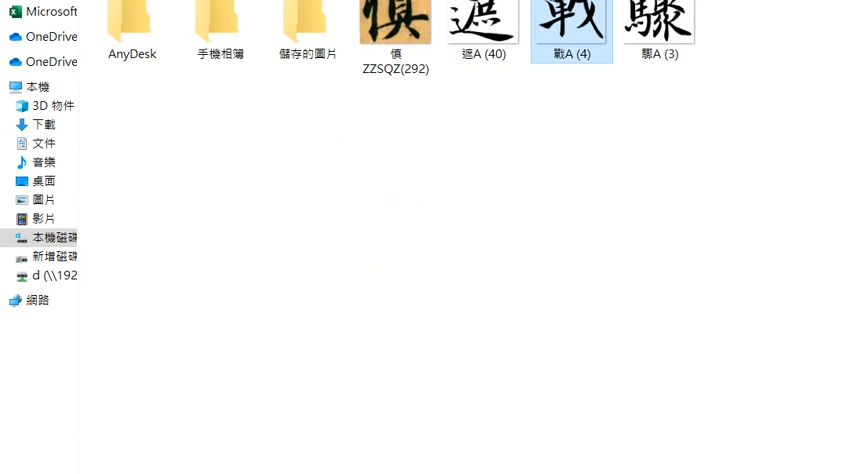 Microsoft
OneDrive
OneDrive
本機
3D 物件
下載
文件
音樂
桌面
圖片
影片
本機磁碟
新增磁碟
d (\\192
網路
慎
遮
戰
驟
AnyDesk
手機相簿
儲存的圖片
慎
ZZSQZ(292)
遮A (40)
戰A (4)
驟A (3)